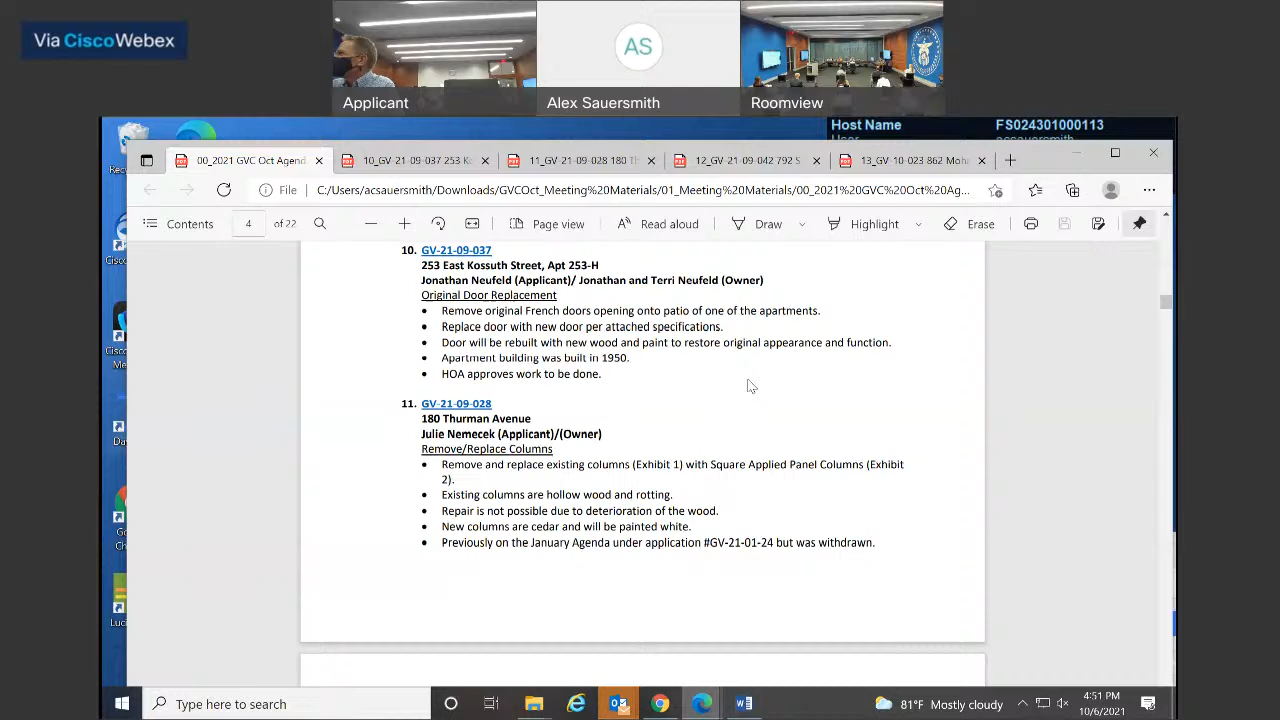 Via CiscoWebex
AS
Applicant
Alex Sauersmith
Roomview
Host Name FS024301000113
00_2021 GVC Oct Agend
10_GV-21-09-037 253 K
11_GV 21-09-028 180 Th
12_GV-21-09-042 292 S
13_GV 10-023 862 Moh
File C:/Users/acsauersmith/Downloads/GVCOct_Meeting%20Materials/01_Meeting%20Materials/00_2021%20GVC%20Oct%20Ag...
Contents 4 of 22 Page view Read aloud Draw Highlight Erase
10. GV-21-09-037
253 East Kossuth Street, Apt 253-H
Jonathan Neufeld (Applicant)/ Jonathan and Terri Neufeld (Owner)
Original Door Replacement
• Remove original French doors opening onto patio of one of the apartments.
• Replace door with new door per attached specifications.
• Door will be rebuilt with new wood and paint to restore original appearance and function.
• Apartment building was built in 1950.
• HOA approves work to be done.
11. GV-21-09-028
180 Thurman Avenue
Julie Nemecek (Applicant)/(Owner)
Remove/Replace Columns
• Remove and replace existing columns (Exhibit 1) with Square Applied Panel Columns (Exhibit
2).
• Existing columns are hollow wood and rotting.
• Repair is not possible due to deterioration of the wood.
• New columns are cedar and will be painted white.
• Previously on the January Agenda under application #GV-21-01-24 but was withdrawn.
Type here to search
81°F Mostly cloudy
4:51 PM
10/6/2021